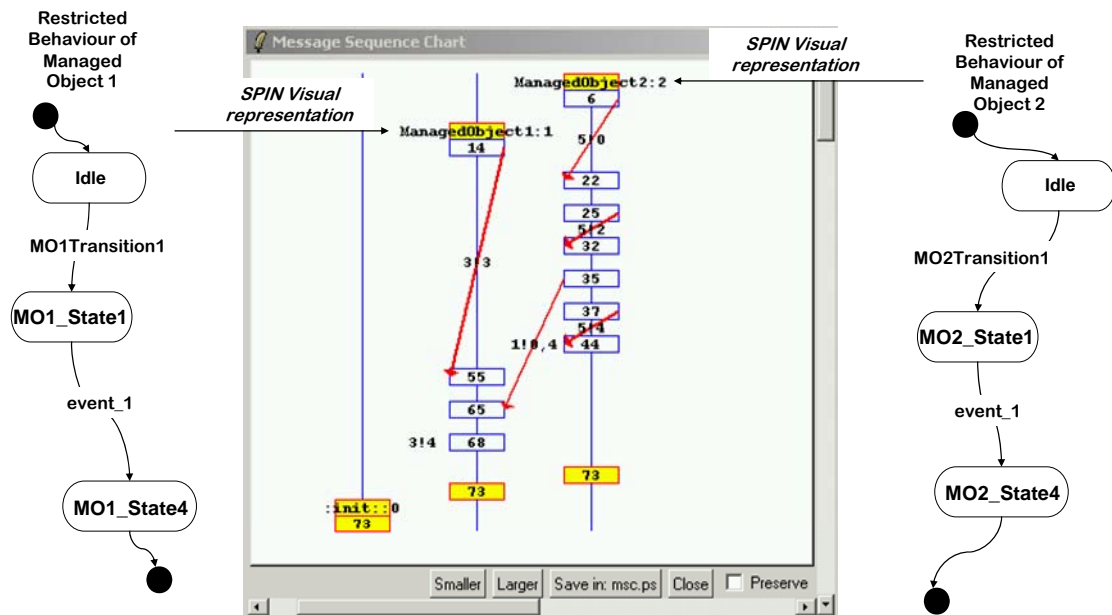 Restricted
Behaviour of
Managed
Object 1
Idle
MO1Transition1
MO1_State1
event_1
MO1_State4
SPIN Visual
representation
Message Sequence Chart
SPIN Visual
representation
ManagedObject2:2
6
ManagedObject1:1
14
5!0
22
25
5!2
32
3!3
35
37
5!4
1!0,4
44
55
65
3!4
68
73
73
:init::0
73
Smaller
Larger
Save in: msc.ps
Close
Preserve
Restricted
Behaviour of
Managed
Object 2
Idle
MO2Transition1
MO2_State1
event_1
MO2_State4